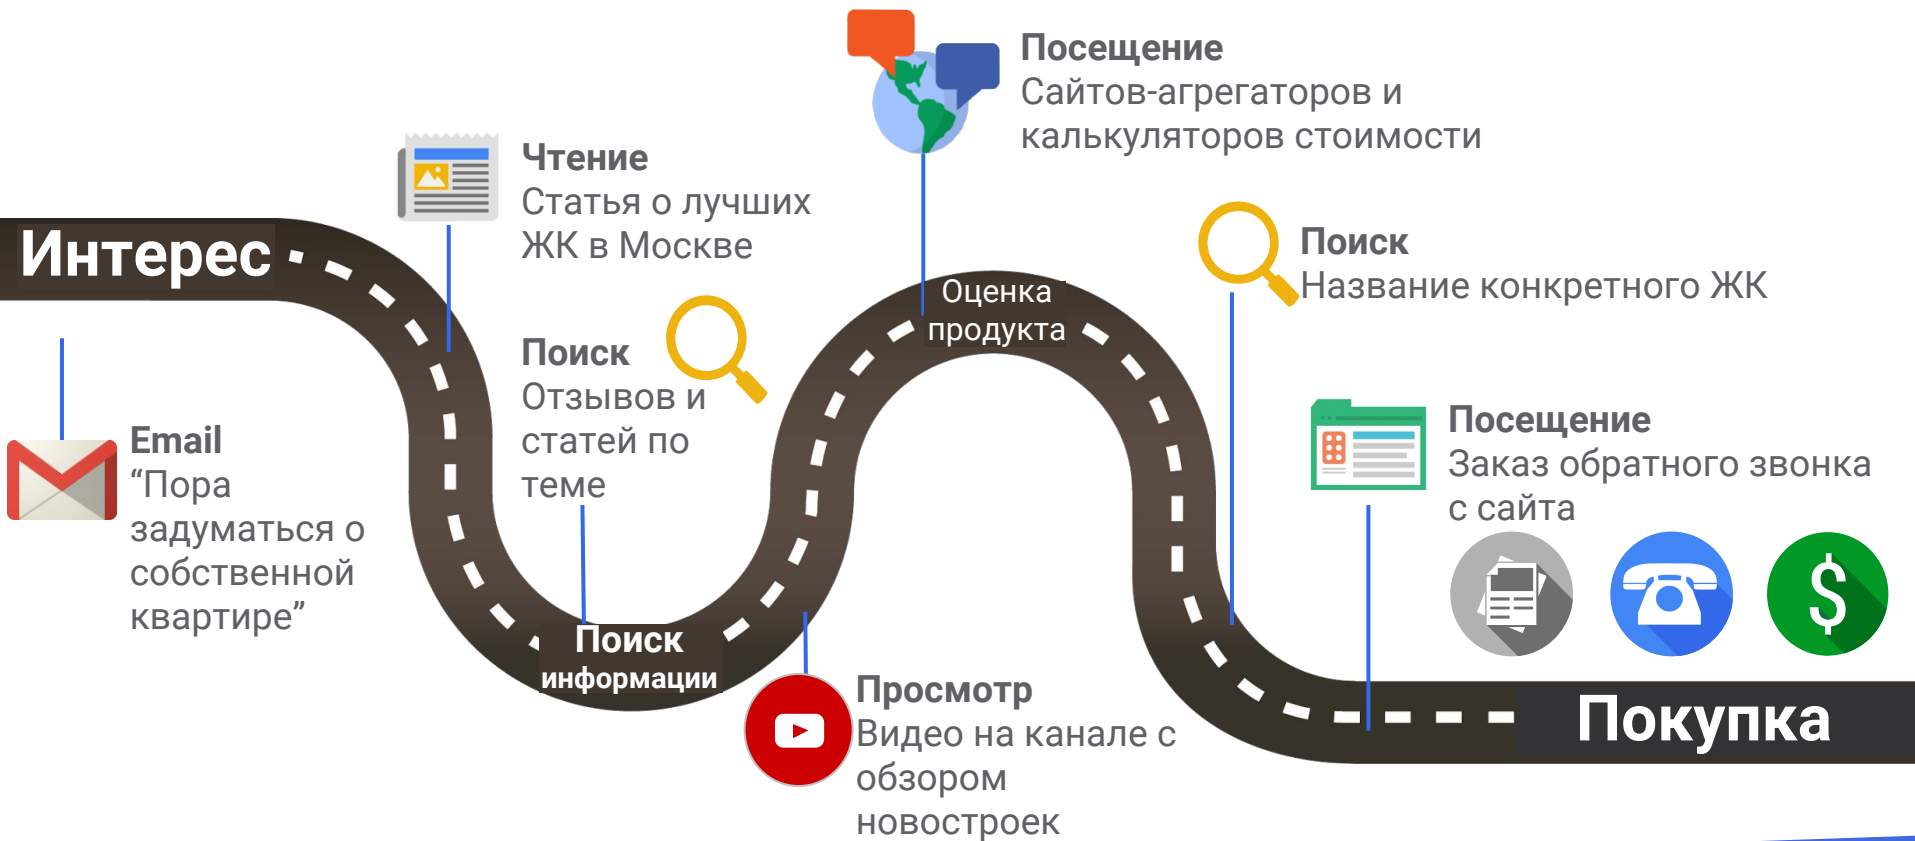 Интерес
Email
“Пора
задуматься о
собственной
квартире”
Чтение
Статья о лучших
ЖК в Москве
Поиск
Отзывов и
статей по
теме
Поиск
информации
Просмотр
Видео на канале с
обзором
новостроек
Посещение
Сайтов-агрегаторов и
калькуляторов стоимости
Оценка
продукта
Поиск
Название конкретного ЖК
Посещение
Заказ обратного звонка
с сайта
$
Покупка